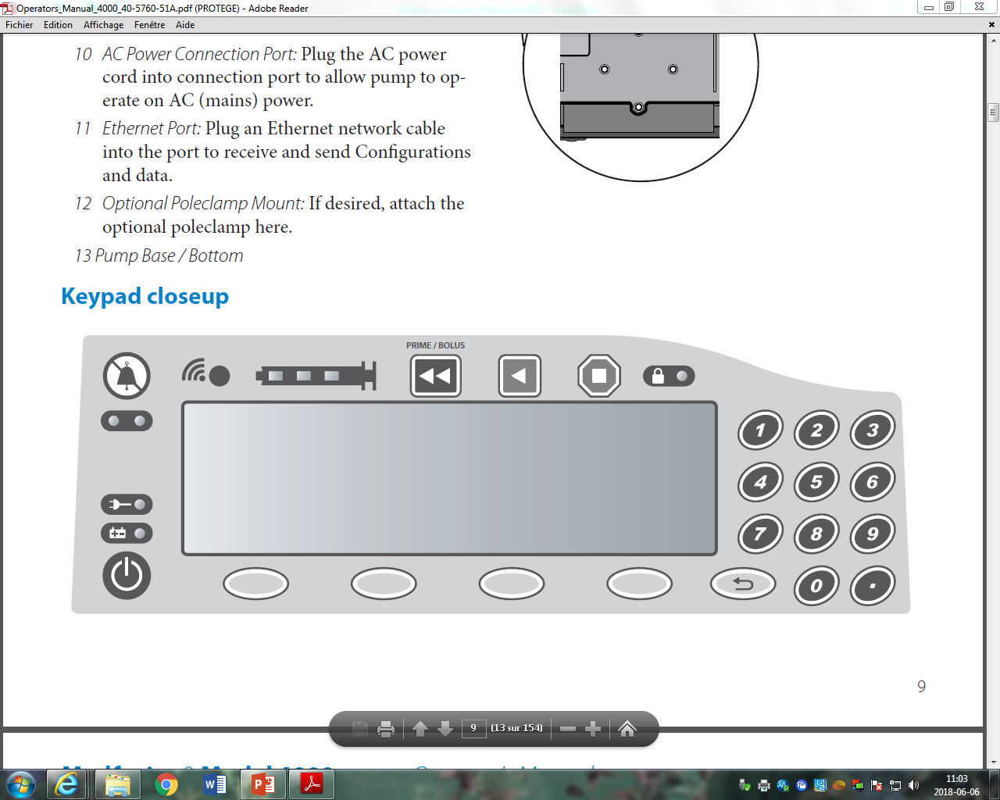 Operators_Manual_4000_40-5760-51A.pdf (PROTEGE) - Adobe Reader
Fichier Edition Affichage Fenêtre Aide
10 AC Power Connection Port: Plug the AC power
cord into connection port to allow pump to op-
erate on AC (mains) power.
11 Ethernet Port: Plug an Ethernet network cable
into the port to receive and send Configurations
and data.
12 Optional Poleclamp Mount: If desired, attach the
optional poleclamp here.
13 Pump Base / Bottom
Keypad closeup
PRIME / BOLUS
1 2 3
4 5 6
7 8 9
0 .
9
9 (13 sur 154)
11:03
2018-06-06